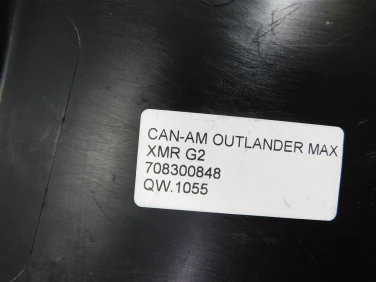 CAN-AM OUTLANDER MAX
XMR G2
708300848
QW.1055